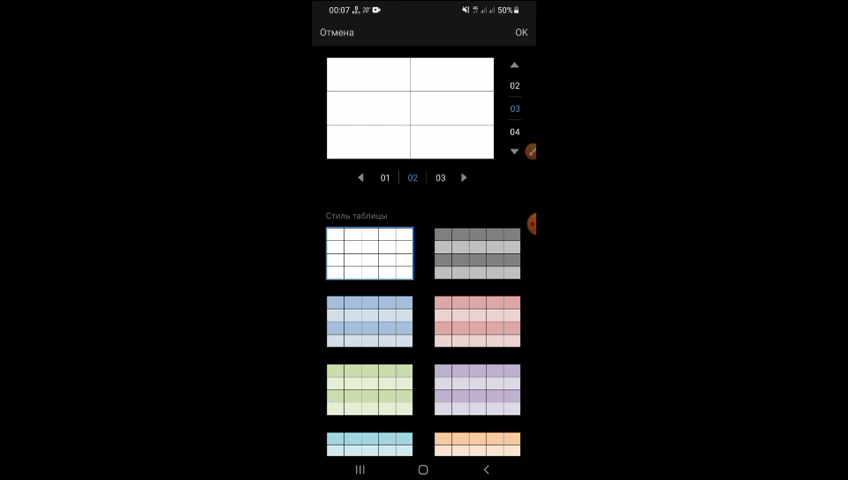 00:07 50%
Отмена OK
02
03
04
01 02 03
Стиль таблицы